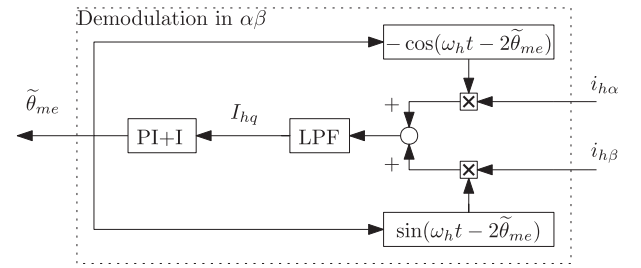 Demodulation in αβ
− cos(ω_h t − 2θ̃_me)
θ̃_me
I_hq
+
i_hα
PI+I
LPF
+
i_hβ
sin(ω_h t − 2θ̃_me)